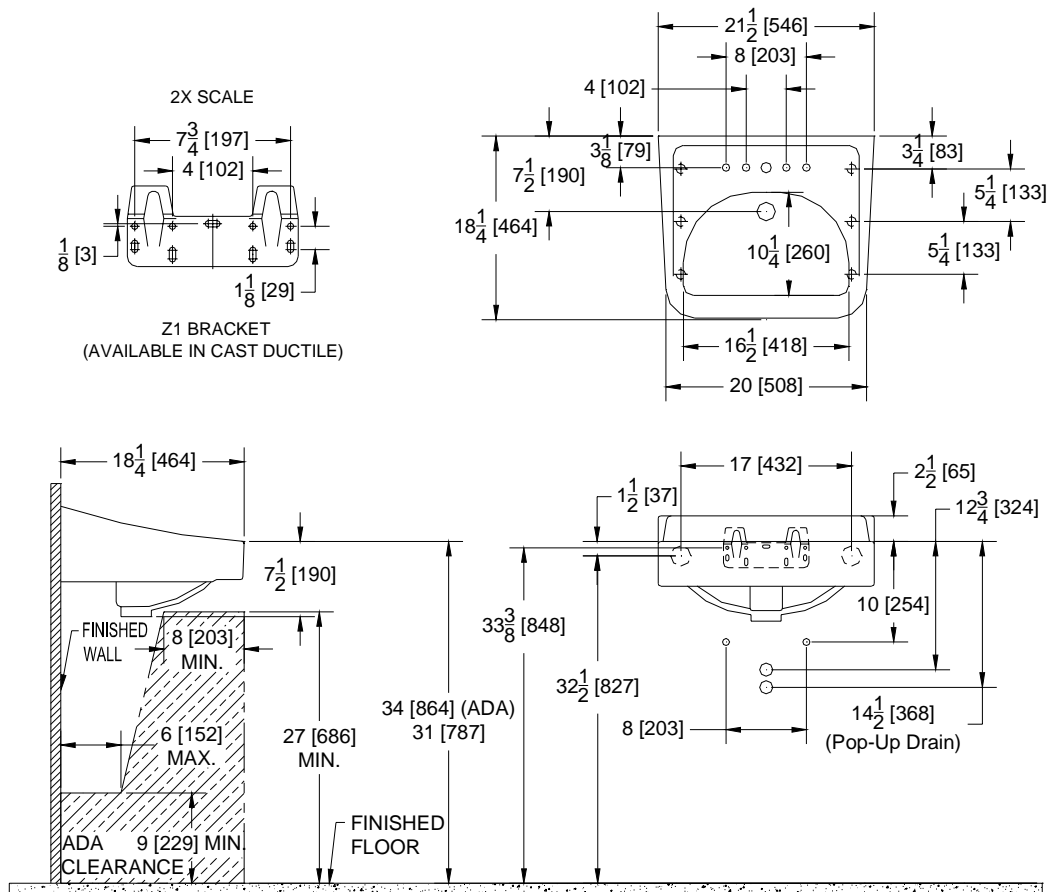 21 1/2 [546]
8 [203]
4 [102]
3 1/8 [79]
7 1/2 [190]
18 1/4 [464]
3 1/4 [83]
5 1/4 [133]
5 1/4 [133]
10 1/4 [260]
16 1/2 [418]
20 [508]
2X SCALE
7 3/4 [197]
4 [102]
1/8 [3]
1 1/8 [29]
Z1 BRACKET
(AVAILABLE IN CAST DUCTILE)
18 1/4 [464]
7 1/2 [190]
FINISHED
WALL
8 [203]
MIN.
6 [152]
MAX.
27 [686]
MIN.
34 [864] (ADA)
31 [787]
ADA
CLEARANCE
9 [229] MIN.
FINISHED
FLOOR
17 [432]
1 1/2 [37]
2 1/2 [65]
12 3/4 [324]
33 3/8 [848]
32 1/2 [827]
10 [254]
8 [203]
14 1/2 [368]
(Pop-Up Drain)